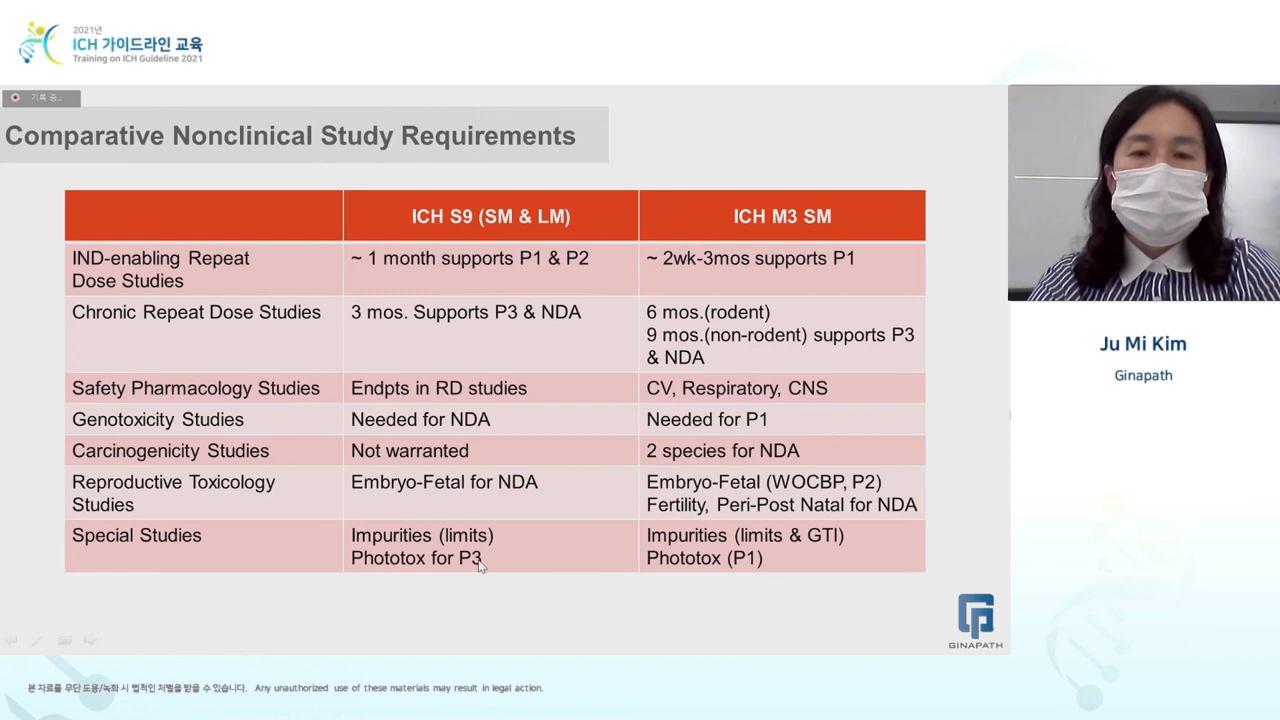 2021년
ICH 가이드라인 교육
Training on ICH Guideline 2021
기록 중...
Comparative Nonclinical Study Requirements
ICH S9 (SM & LM)
ICH M3 SM
IND-enabling Repeat
Dose Studies
~ 1 month supports P1 & P2
~ 2wk-3mos supports P1
Chronic Repeat Dose Studies
3 mos. Supports P3 & NDA
6 mos.(rodent)
9 mos.(non-rodent) supports P3
& NDA
Safety Pharmacology Studies
Endpts in RD studies
CV, Respiratory, CNS
Genotoxicity Studies
Needed for NDA
Needed for P1
Carcinogenicity Studies
Not warranted
2 species for NDA
Reproductive Toxicology
Studies
Embryo-Fetal for NDA
Embryo-Fetal (WOCBP, P2)
Fertility, Peri-Post Natal for NDA
Special Studies
Impurities (limits)
Phototox for P3
Impurities (limits & GTI)
Phototox (P1)
GINAPATH
Ju Mi Kim
Ginapath
본 자료를 무단 도용/녹화 시 법적인 처벌을 받을 수 있습니다. Any unauthorized use of these materials may result in legal action.